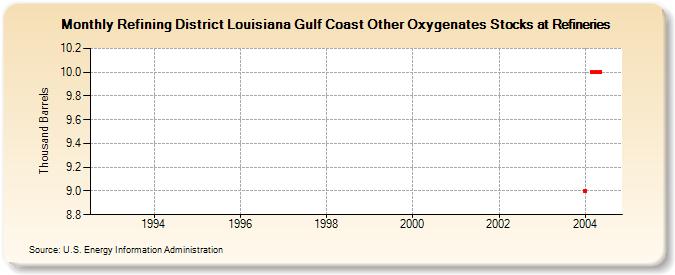 Monthly Refining District Louisiana Gulf Coast Other Oxygenates Stocks at Refineries
Thousand Barrels
10.2
10.0
9.8
9.6
9.4
9.2
9.0
8.8
1994 1996 1998 2000 2002 2004
Source: U.S. Energy Information Administration